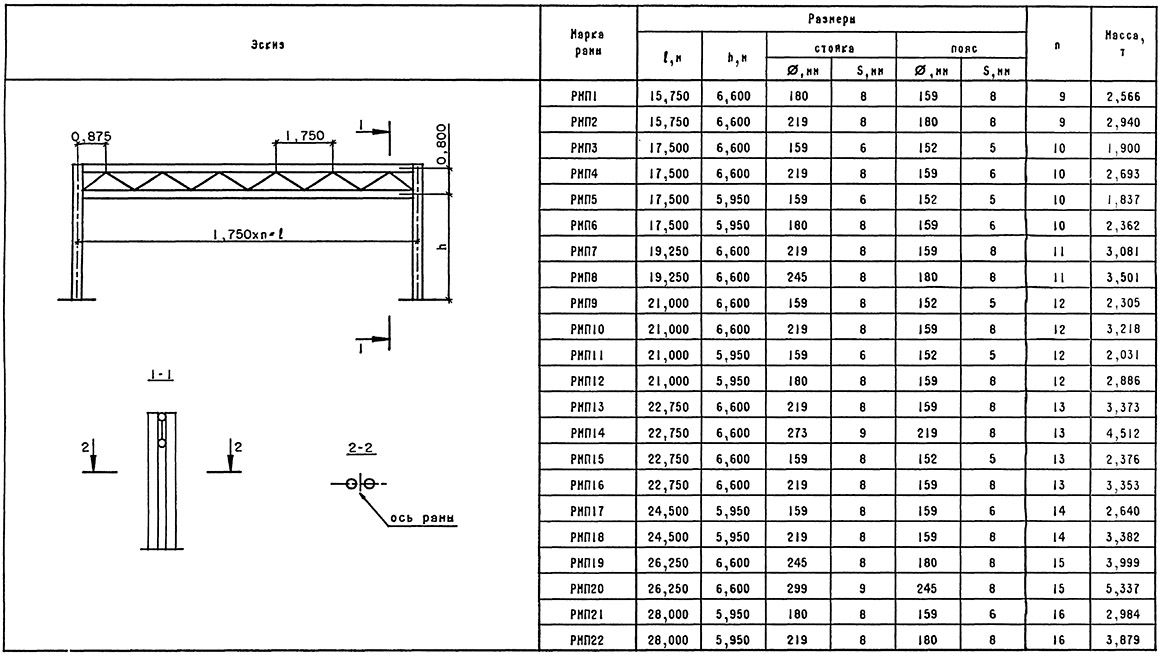 Эскиз
Марка рамы
Размеры
n
Масса, т
l, м
h, м
стойка
пояс
Ø, мм
S, мм
Ø, мм
S, мм
0,875
1
1,750
0,800
1,750xn=l
h
1
1-1
2
2
2-2
ось рамы
РМП1 15,750 6,600 180 8 159 8 9 2,566
РМП2 15,750 6,600 219 8 180 8 9 2,940
РМП3 17,500 6,600 159 6 152 5 10 1,900
РМП4 17,500 6,600 219 8 159 6 10 2,693
РМП5 17,500 5,950 159 6 152 5 10 1,837
РМП6 17,500 5,950 180 8 159 6 10 2,362
РМП7 19,250 6,600 219 8 159 8 11 3,081
РМП8 19,250 6,600 245 8 180 8 11 3,501
РМП9 21,000 6,600 159 8 152 5 12 2,305
РМП10 21,000 6,600 219 8 159 8 12 3,218
РМП11 21,000 5,950 159 6 152 5 12 2,031
РМП12 21,000 5,950 180 8 159 8 12 2,886
РМП13 22,750 6,600 219 8 159 8 13 3,373
РМП14 22,750 6,600 273 9 219 8 13 4,512
РМП15 22,750 6,600 159 8 152 5 13 2,376
РМП16 22,750 6,600 219 8 159 8 13 3,353
РМП17 24,500 5,950 159 8 159 6 14 2,640
РМП18 24,500 5,950 219 8 159 8 14 3,382
РМП19 26,250 6,600 245 8 180 8 15 3,999
РМП20 26,250 6,600 299 9 245 8 15 5,337
РМП21 28,000 5,950 180 8 159 6 16 2,984
РМП22 28,000 5,950 219 8 180 8 16 3,879